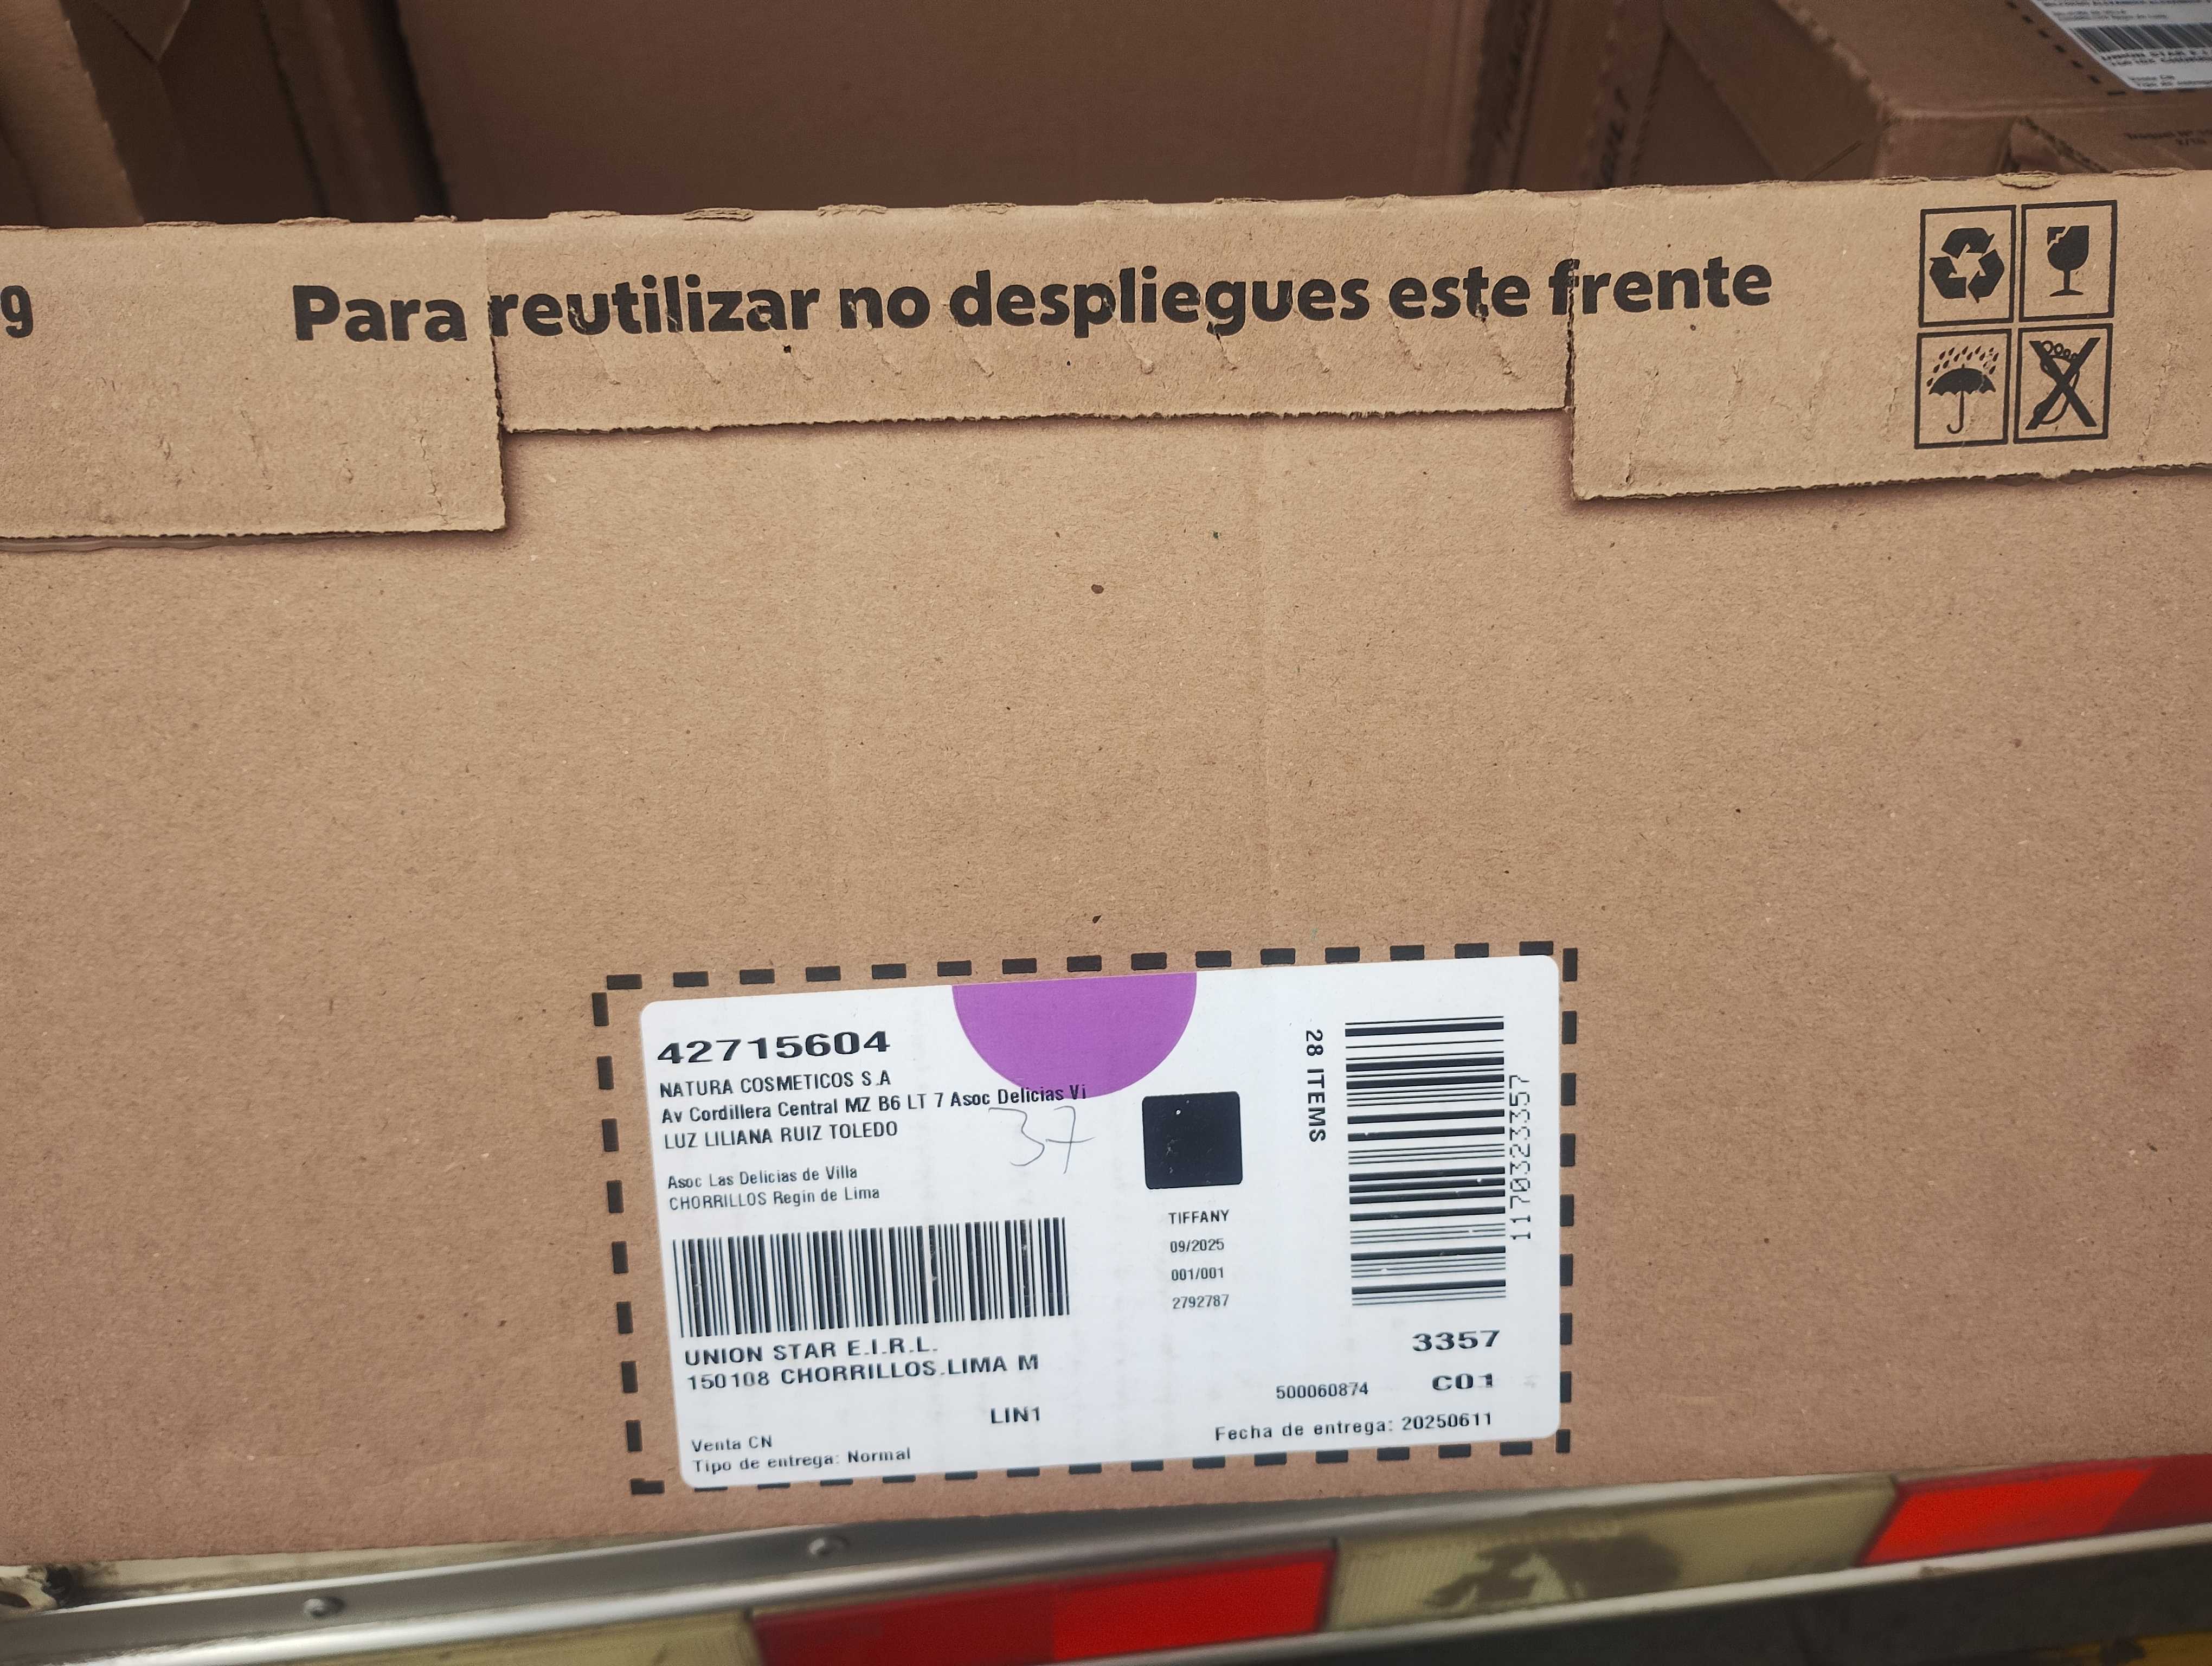 9
Para reutilizar no despliegues este frente
42715604
NATURA COSMETICOS S.A
Av Cordillera Central MZ B6 LT 7 Asoc Delicias Vi
LUZ LILIANA RUIZ TOLEDO
37
Asoc Las Delicias de Villa
CHORRILLOS Regin de Lima
UNION STAR E.I.R.L.
150108 CHORRILLOS.LIMA M
LIN1
Venta CN
Tipo de entrega: Normal
TIFFANY
09/2025
001/001
2792787
28 ITEMS
1170323357
3357
500060874 C01
Fecha de entrega: 20250611